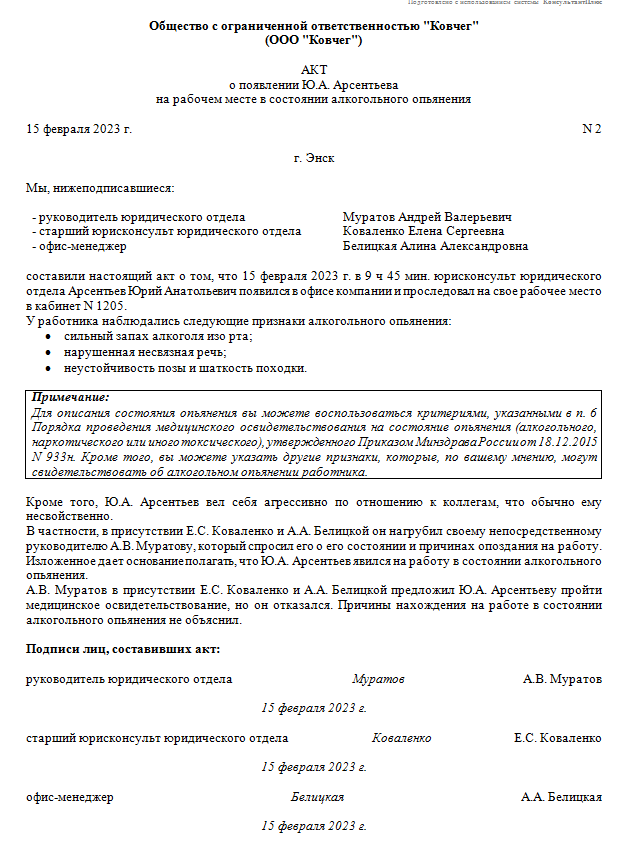 Подготовлено с использованием системы КонсультантПлюс
Общество с ограниченной ответственностью "Ковчег"
(ООО "Ковчег")
АКТ
о появлении Ю.А. Арсентьева
на рабочем месте в состоянии алкогольного опьянения
15 февраля 2023 г. N 2
г. Энск
Мы, нижеподписавшиеся:
- руководитель юридического отдела Муратов Андрей Валерьевич
- старший юрисконсульт юридического отдела Коваленко Елена Сергеевна
- офис-менеджер Белицкая Алина Александровна
составили настоящий акт о том, что 15 февраля 2023 г. в 9 ч 45 мин. юрисконсульт юридического
отдела Арсентьев Юрий Анатольевич появился в офисе компании и проследовал на свое рабочее место
в кабинет N 1205.
У работника наблюдались следующие признаки алкогольного опьянения:
• сильный запах алкоголя изо рта;
• нарушенная несвязная речь;
• неустойчивость позы и шаткость походки.
Примечание:
Для описания состояния опьянения вы можете воспользоваться критериями, указанными в п. 6
Порядка проведения медицинского освидетельствования на состояние опьянения (алкогольного,
наркотического или иного токсического), утвержденного Приказом Минздрава России от 18.12.2015
N 933н. Кроме того, вы можете указать другие признаки, которые, по вашему мнению, могут
свидетельствовать об алкогольном опьянении работника.
Кроме того, Ю.А. Арсентьев вел себя агрессивно по отношению к коллегам, что обычно ему
несвойственно.
В частности, в присутствии Е.С. Коваленко и А.А. Белицкой он нагрубил своему непосредственному
руководителю А.В. Муратову, который спросил его о его состоянии и причинах опоздания на работу.
Изложенное дает основание полагать, что Ю.А. Арсентьев явился на работу в состоянии алкогольного
опьянения.
А.В. Муратов в присутствии Е.С. Коваленко и А.А. Белицкой предложил Ю.А. Арсентьеву пройти
медицинское освидетельствование, но он отказался. Причины нахождения на работе в состоянии
алкогольного опьянения не объяснил.
Подписи лиц, составивших акт:
руководитель юридического отдела Муратов А.В. Муратов
15 февраля 2023 г.
старший юрисконсульт юридического отдела Коваленко Е.С. Коваленко
15 февраля 2023 г.
офис-менеджер Белицкая А.А. Белицкая
15 февраля 2023 г.